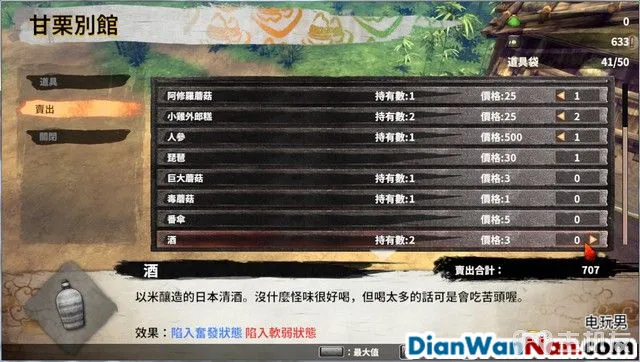 甘栗別館
0
633
道具袋 41/50
道具
賣出
關閉
阿修羅蘑菇 持有數:1 價格:25 1
小雞外郎糕 持有數:2 價格:25 2
人參 持有數:1 價格:500 1
琵琶 價格:30 1
巨大蘑菇 持有數:1 價格:3 0
毒蘑菇 持有數:1 價格:1 0
番傘 價格:5 0
酒 持有數:2 價格:3 0
酒
賣出合計: 707
以米釀造的日本清酒。沒什麼怪味很好喝，但喝太多的話可是會吃苦頭喔。
效果：陷入奮發狀態 陷入軟弱狀態
：最大值
电玩男
DianWanNan.com